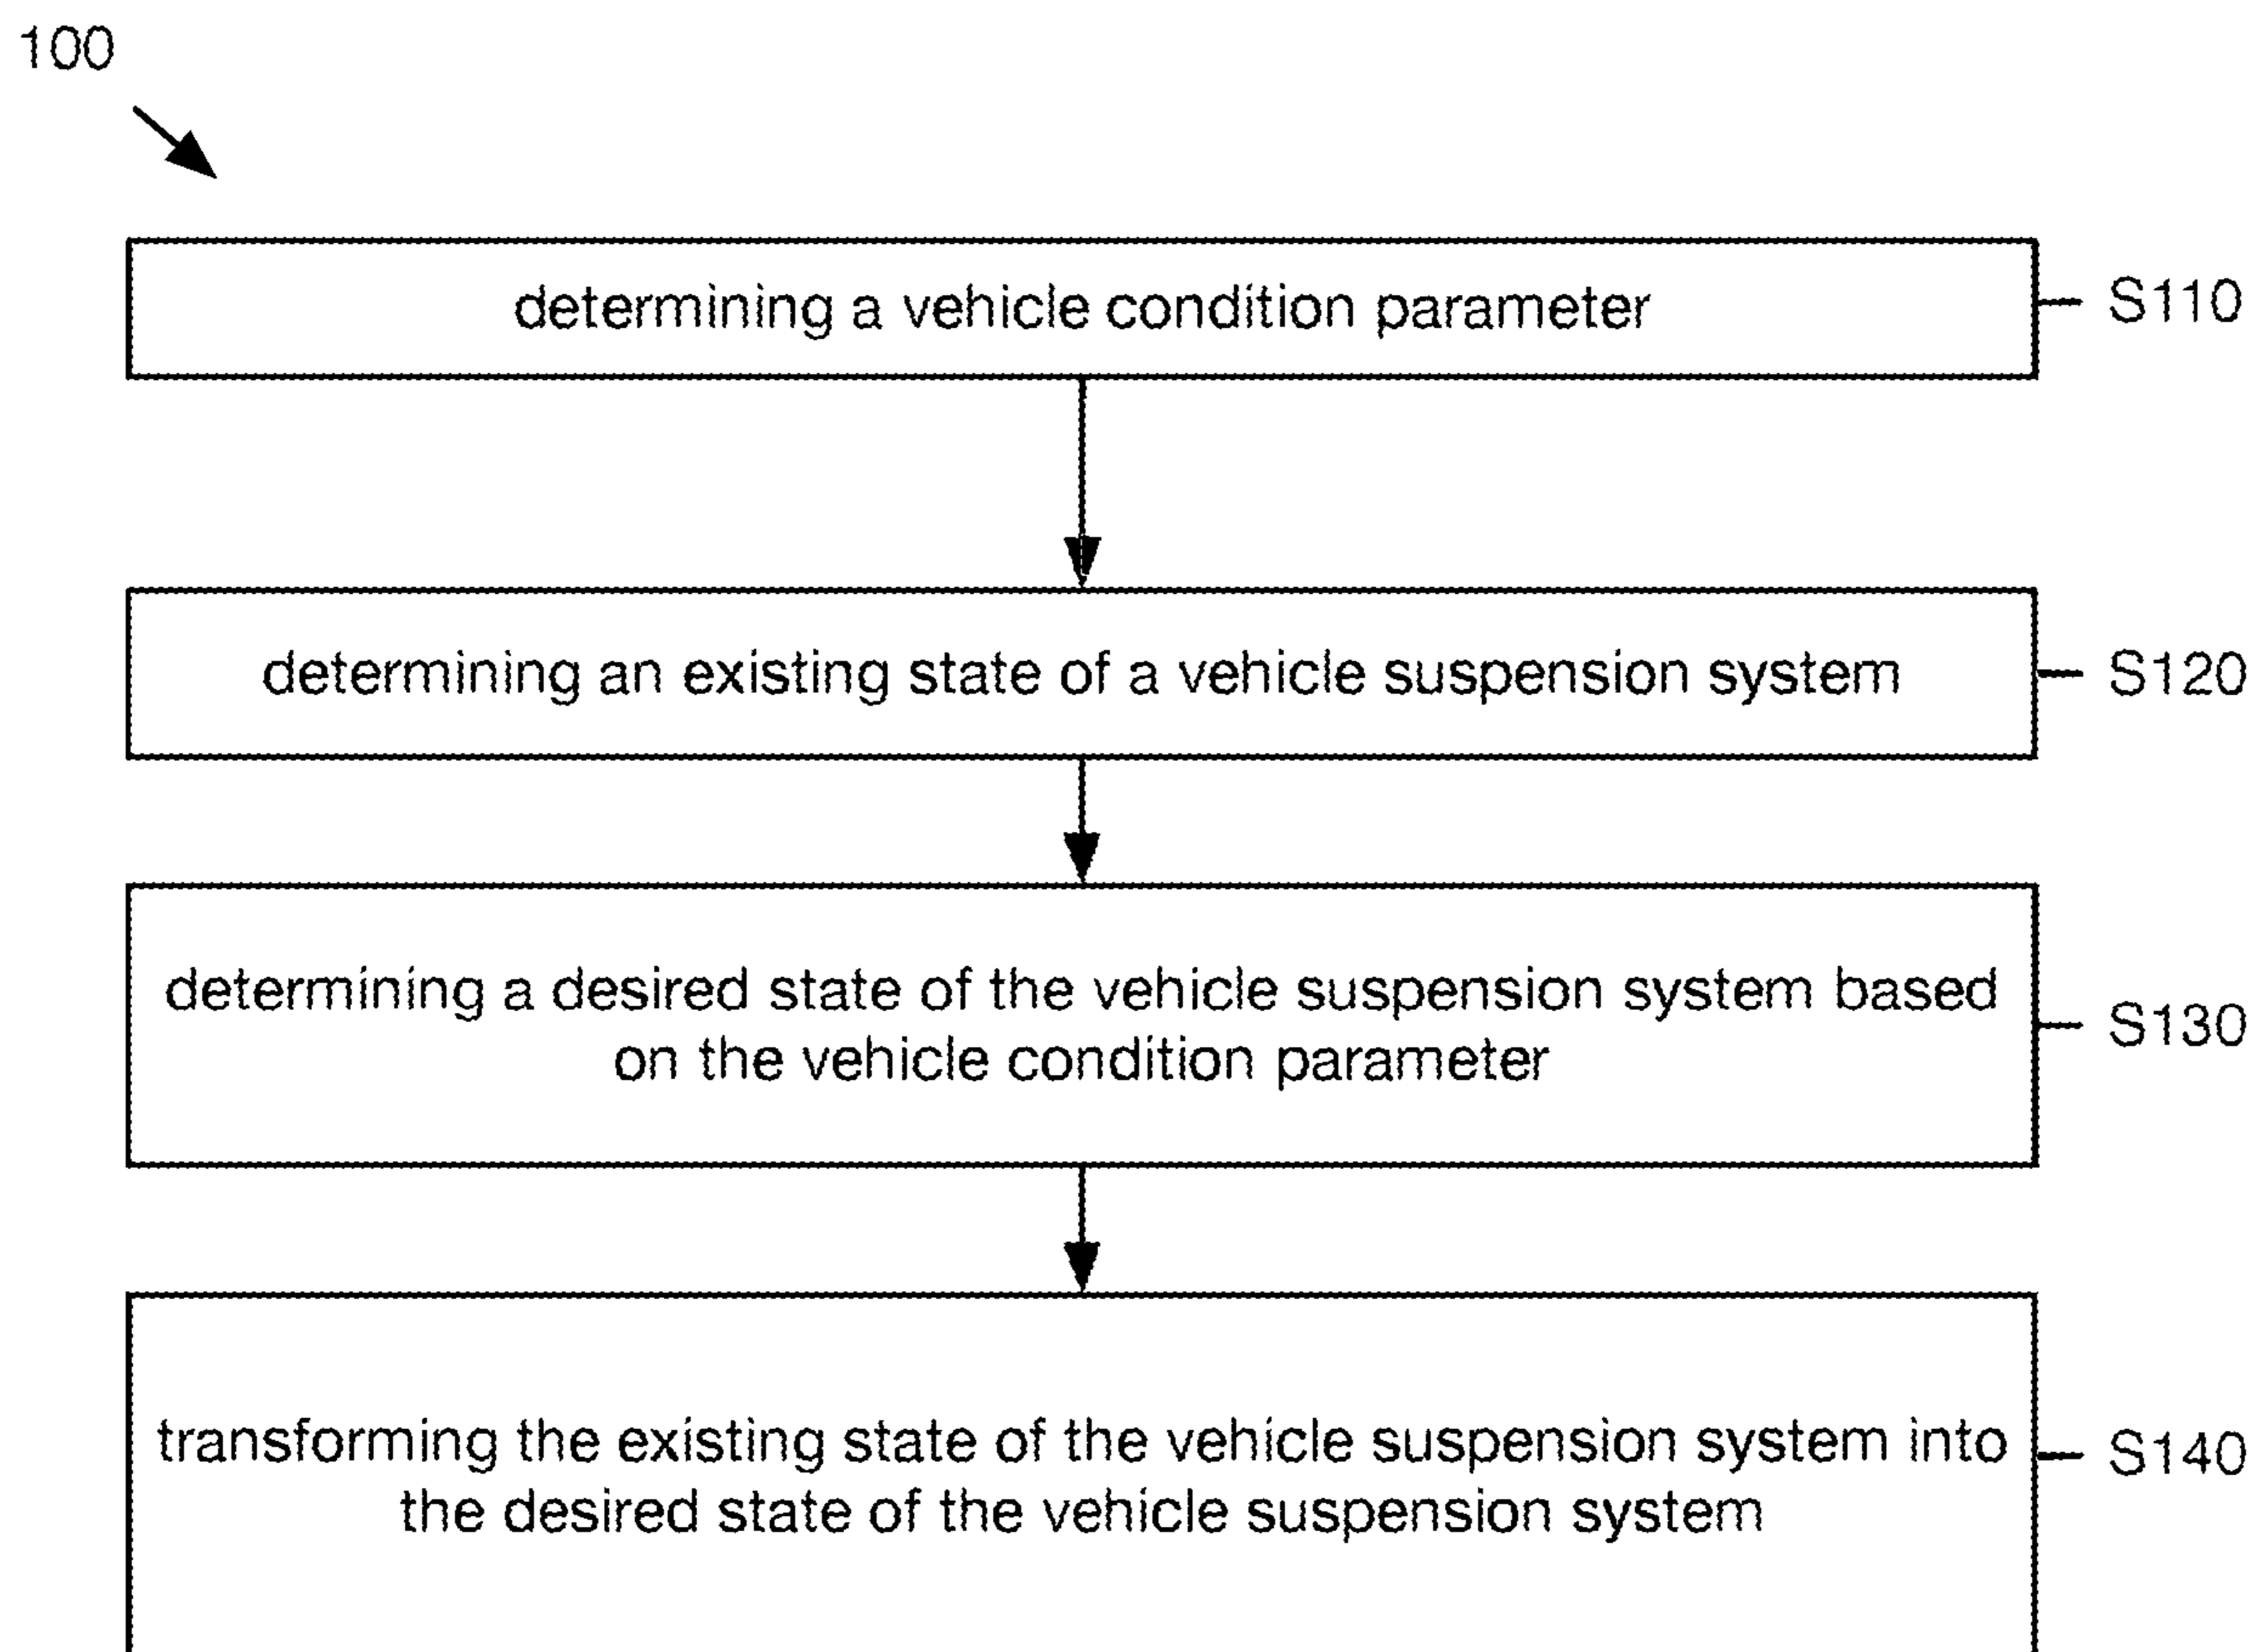 100
determining a vehicle condition parameter
S110
determining an existing state of a vehicle suspension system
S120
determining a desired state of the vehicle suspension system based
on the vehicle condition parameter
S130
transforming the existing state of the vehicle suspension system into
the desired state of the vehicle suspension system
S140